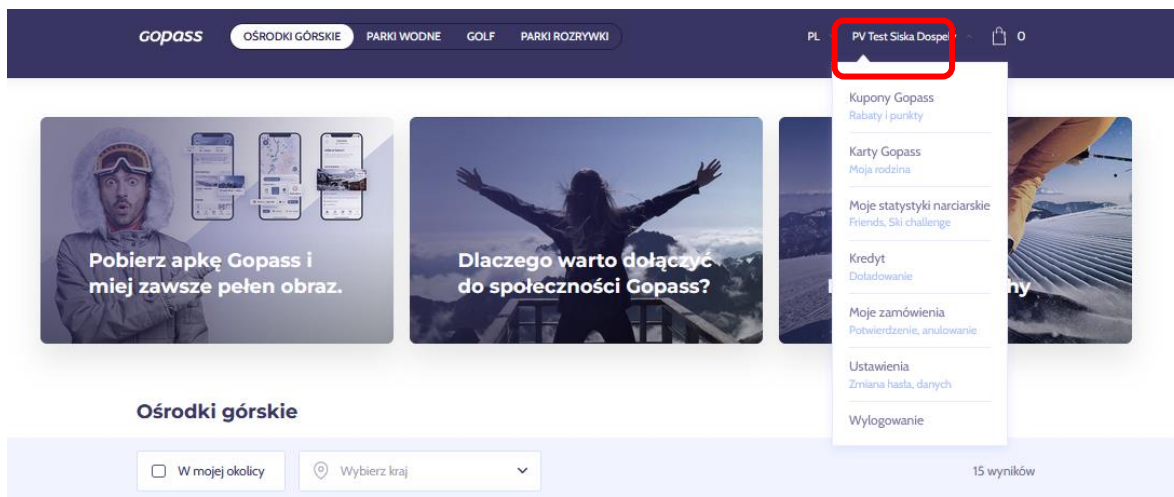 GOPASS
OŚRODKI GÓRSKIE PARKI WODNE GOLF PARKI ROZRYWKI
PL PV Test Siska Dospely 0
Kupony Gopass
Rabaty i punkty
Karty Gopass
Moja rodzina
Moje statystyki narciarskie
Friends, Ski challenge
Kredyt
Doładowanie
Moje zamówienia
Potwierdzenie, anulowanie
Ustawienia
Zmiana hasła, danych
Wylogowanie
Pobierz apkę Gopass i
miej zawsze pełen obraz.
Dlaczego warto dołączyć
do społeczności Gopass?
Ośrodki górskie
W mojej okolicy
Wybierz kraj
15 wyników